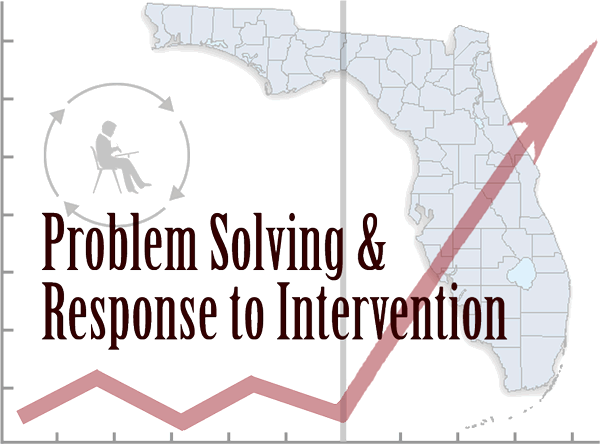 Problem Solving &
Response to Intervention